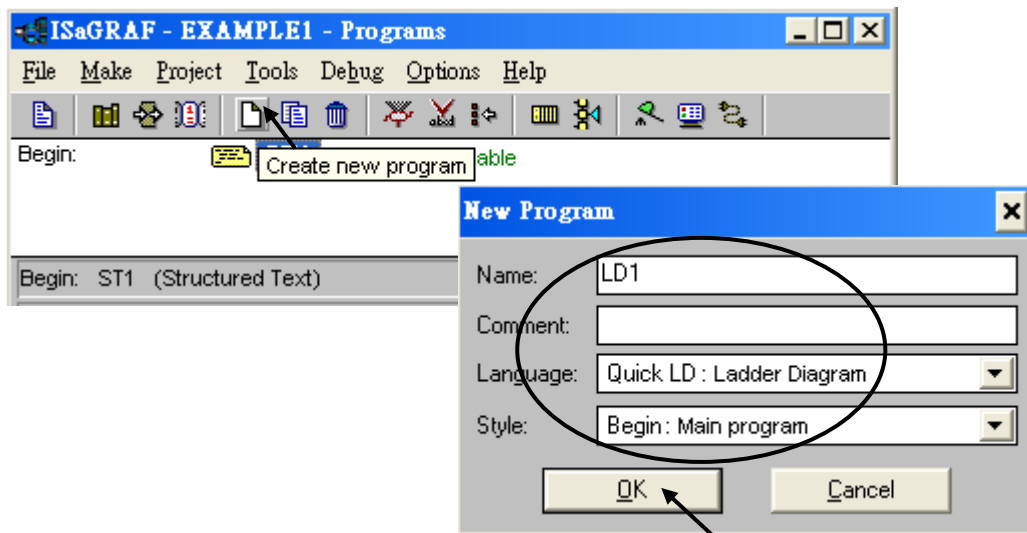 ISaGRAF - EXAMPLE1 - Programs
File Make Project Tools Debug Options Help
Begin:
Create new program
able
Begin: ST1 (Structured Text)
New Program
Name: LD1
Comment:
Language: Quick LD : Ladder Diagram
Style: Begin : Main program
OK Cancel